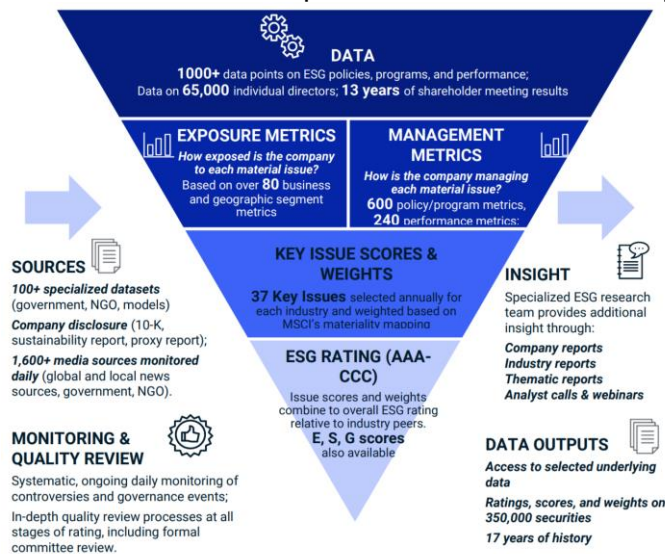 DATA
1000+ data points on ESG policies, programs, and performance;
Data on 65,000 individual directors; 13 years of shareholder meeting results
EXPOSURE METRICS
How exposed is the company
to each material issue?
Based on over 80 business
and geographic segment
metrics
MANAGEMENT
METRICS
How is the company managing
each material issue?
600 policy/program metrics,
240 performance metrics;
KEY ISSUE SCORES &
WEIGHTS
37 Key Issues selected annually for
each industry and weighted based on
MSCI's materiality mapping
ESG RATING (AAA-
CCC)
Issue scores and weights
combine to overall ESG rating
relative to industry peers.
E, S, G scores
also available
SOURCES
100+ specialized datasets
(government, NGO, models)
Company disclosure (10-K,
sustainability report, proxy report);
1,600+ media sources monitored
daily (global and local news
sources, government, NGO).
MONITORING &
QUALITY REVIEW
Systematic, ongoing daily monitoring of
controversies and governance events;
In-depth quality review processes at all
stages of rating, including formal
committee review.
INSIGHT
Specialized ESG research
team provides additional
insight through:
Company reports
Industry reports
Thematic reports
Analyst calls & webinars
DATA OUTPUTS
Access to selected underlying
data
Ratings, scores, and weights on
350,000 securities
17 years of history